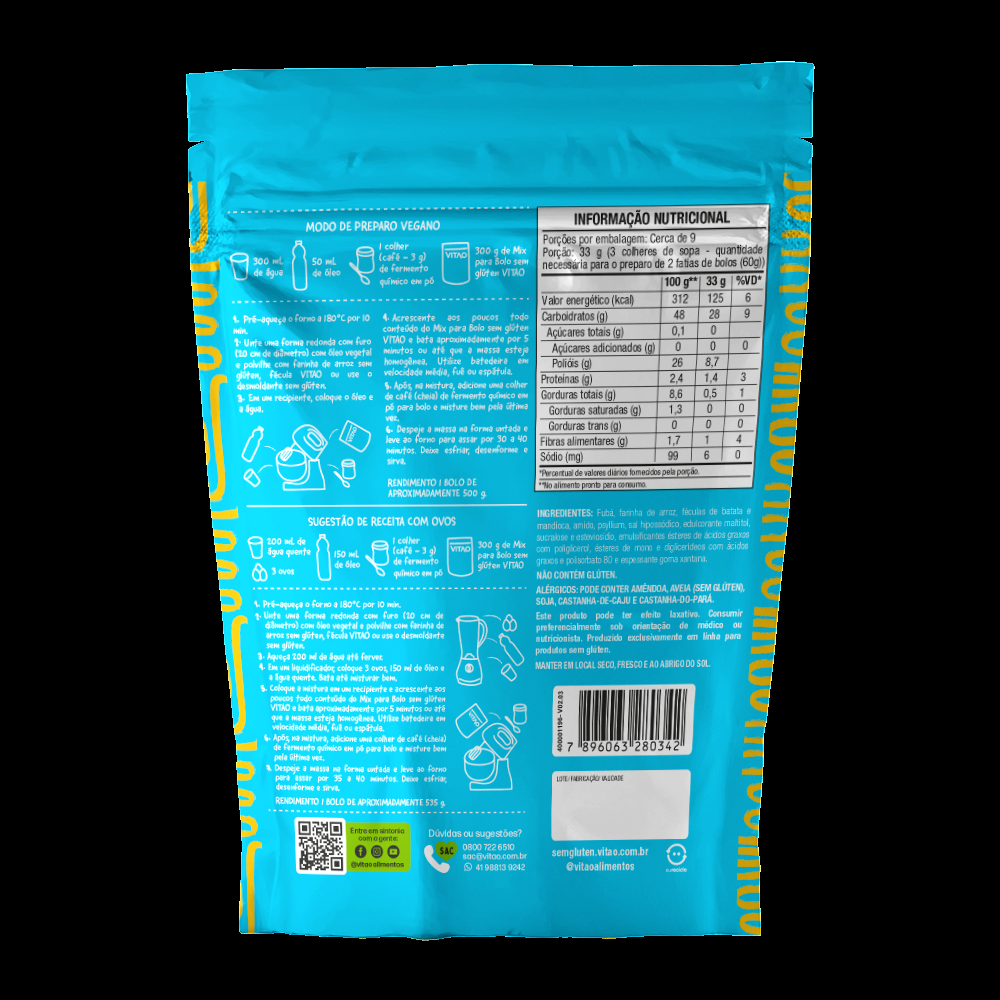 MODO DE PREPARO VEGANO
300 mL
de água
50 mL
de óleo
1 colher
(café - 3 g)
de fermento
químico em pó
VITAO
300 g de Mix
para Bolo sem
glúten VITAO
1. Pré-aqueça o forno a 180°C por 10
min.
2. Unte uma forma redonda com furo
(20 cm de diâmetro) com óleo vegetal
e polvilhe com farinha de arroz sem
glúten, fécula VITAO ou use o
desmoldante sem glúten.
3. Em um recipiente, coloque o óleo e
a água.
4. Acrescente aos poucos todo
conteúdo do Mix para Bolo sem glúten
VITAO e bata aproximadamente por 5
minutos ou até que a massa esteja
homogênea. Utilize batedeira em
velocidade média, fuê ou espátula.
5. Após, na mistura, adicione uma colher
de café (cheia) de fermento químico em
pó para bolo e misture bem pela última
vez.
6. Despeje a massa na forma untada e
leve ao forno para assar por 30 a 40
minutos. Deixe esfriar, desenforme e
sirva.
VITAO
RENDIMENTO 1 BOLO DE
APROXIMADAMENTE 500 g.
SUGESTÃO DE RECEITA COM OVOS
200 mL de
água quente
3 ovos
150 mL
de óleo
1 colher
(café - 3 g)
de fermento
químico em pó
VITAO
300 g de Mix
para Bolo sem
glúten VITAO
1. Pré-aqueça o forno a 180°C por 10 min.
2. Unte uma forma redonda com furo (20 cm de
diâmetro) com óleo vegetal e polvilhe com farinha de
arroz sem glúten, fécula VITAO ou use o desmoldante
sem glúten.
3. Aqueça 200 ml de água até ferver.
4. Em um liquidificador, coloque 3 ovos, 150 ml de óleo e
a água quente. Bata até misturar bem.
5. Coloque a mistura em um recipiente e acrescente aos
poucos todo conteúdo do Mix para Bolo sem glúten
VITAO e bata aproximadamente por 5 minutos ou até
que a massa esteja homogênea. Utilize batedeira em
velocidade média, fuê ou espátula.
6. Após, na mistura, adicione uma colher de café (cheia)
de fermento químico em pó para bolo e misture bem
pela última vez.
7. Despeje a massa na forma untada e leve ao forno
para assar por 35 a 40 minutos. Deixe esfriar,
desenforme e sirva.
VITAO
RENDIMENTO 1 BOLO DE APROXIMADAMENTE 535 g.
Entre em sintonia
com a gente:
@vitaoalimentos
Dúvidas ou sugestões?
SAC
0800 722 6510
sac@vitao.com.br
41 98813 9242
INFORMAÇÃO NUTRICIONAL
Porções por embalagem: Cerca de 9
Porção: 33 g (3 colheres de sopa - quantidade
necessária para o preparo de 2 fatias de bolos (60g))
100 g** 33 g %VD*
Valor energético (kcal) 312 125 6
Carboidratos (g) 48 28 9
Açúcares totais (g) 0,1 0
Açúcares adicionados (g) 0 0 0
Polióis (g) 26 8,7
Proteínas (g) 2,4 1,4 3
Gorduras totais (g) 8,6 0,5 1
Gorduras saturadas (g) 1,3 0 0
Gorduras trans (g) 0 0 0
Fibras alimentares (g) 1,7 1 4
Sódio (mg) 99 6 0
*Percentual de valores diários fornecidos pela porção.
**No alimento pronto para consumo.
INGREDIENTES: Fubá, farinha de arroz, féculas de batata e
mandioca, amido, psyllium, sal hipossódico, edulcorante maltitol,
sucralose e esteviosídeo, emulsificantes ésteres de ácidos graxos
com poliglicerol, ésteres de mono e diglicerídeos com ácidos
graxos e polisorbato 80 e espessante goma xantana.
NÃO CONTÉM GLÚTEN.
ALÉRGICOS: PODE CONTER AMÊNDOA, AVEIA (SEM GLÚTEN),
SOJA, CASTANHA-DE-CAJU E CASTANHA-DO-PARÁ.
Este produto pode ter efeito laxativo. Consumir
preferencialmente sob orientação de médico ou
nutricionista. Produzido exclusivamente em linha para
produtos sem glúten.
MANTER EM LOCAL SECO, FRESCO E AO ABRIGO DO SOL.
400001196- V02.03
7 896063 280342
LOTE/ FABRICAÇÃO/ VALIDADE
semgluten.vitao.com.br
@vitaoalimentos